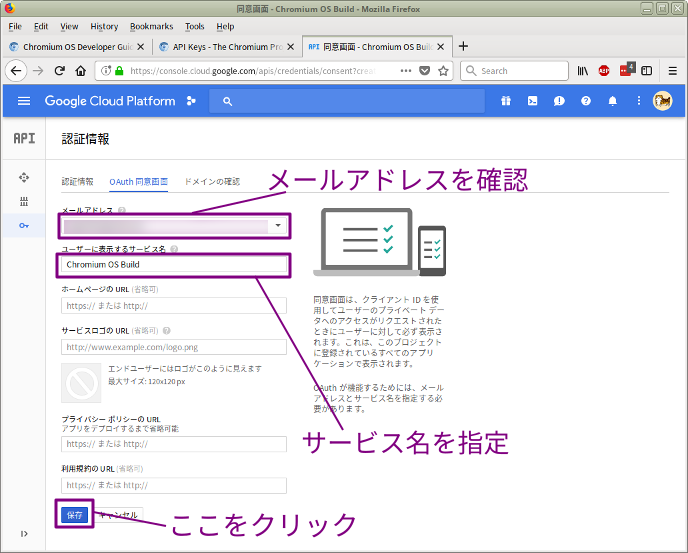 同意画面 - Chromium OS Build - Mozilla Firefox
File Edit View History Bookmarks Tools Help
Chromium OS Developer Guid
API Keys - The Chromium Pro
API 同意画面 - Chromium OS Buil
https://console.cloud.google.com/apis/credentials/consent?crea
Search
ABP
4
Google Cloud Platform
API 認証情報
認証情報 OAuth 同意画面 ドメインの確認
メールアドレスを確認
メールアドレス
ユーザーに表示するサービス名
Chromium OS Build
ホームページの URL (省略可)
https:// または http://
サービスロゴの URL (省略可)
http://www.example.com/logo.png
エンドユーザーにはロゴがこのように見えます
最大サイズ: 120x120 px
プライバシー ポリシーの URL
アプリをデプロイするまで省略可能
https:// または http://
利用規約の URL (省略可)
https:// または http://
保存 キャンセル
同意画面は、クライアント ID を使
用してユーザーのプライベート デー
タへのアクセスがリクエストされた
ときにユーザーに対して必ず表示さ
れます。これは、このプロジェクト
に登録されているすべてのアプリ
ケーションで表示されます。
OAuth が機能するためには、メール
アドレスとサービス名を指定する必
要があります。
サービス名を指定
ここをクリック